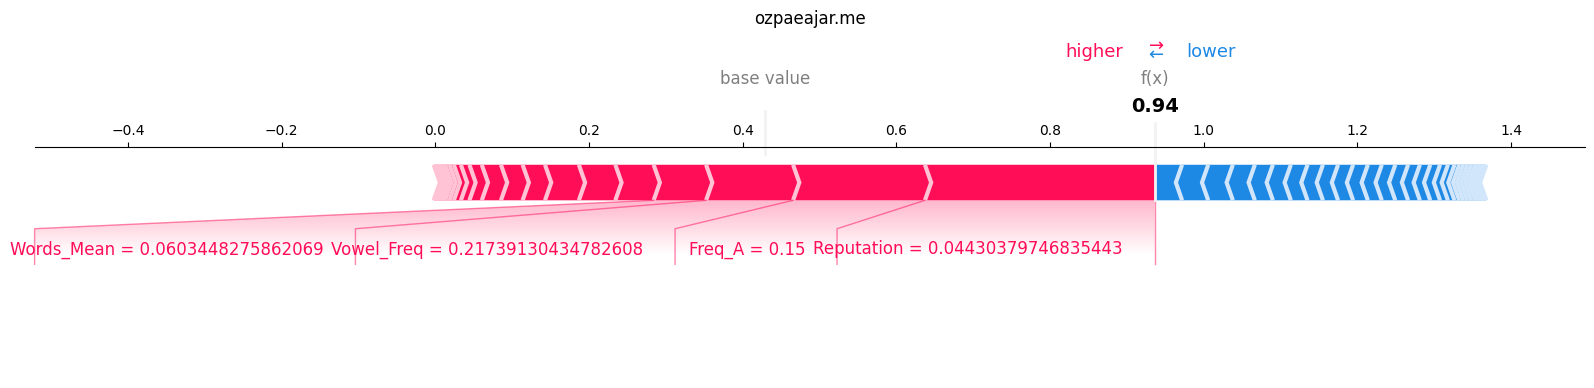 ozpaeajar.me
higher → ← lower
base value f(x)
0.94
−0.4 −0.2 0.0 0.2 0.4 0.6 0.8 1.0 1.2 1.4
Words_Mean = 0.0603448275862069 Vowel_Freq = 0.21739130434782608 Freq_A = 0.15 Reputation = 0.04430379746835443